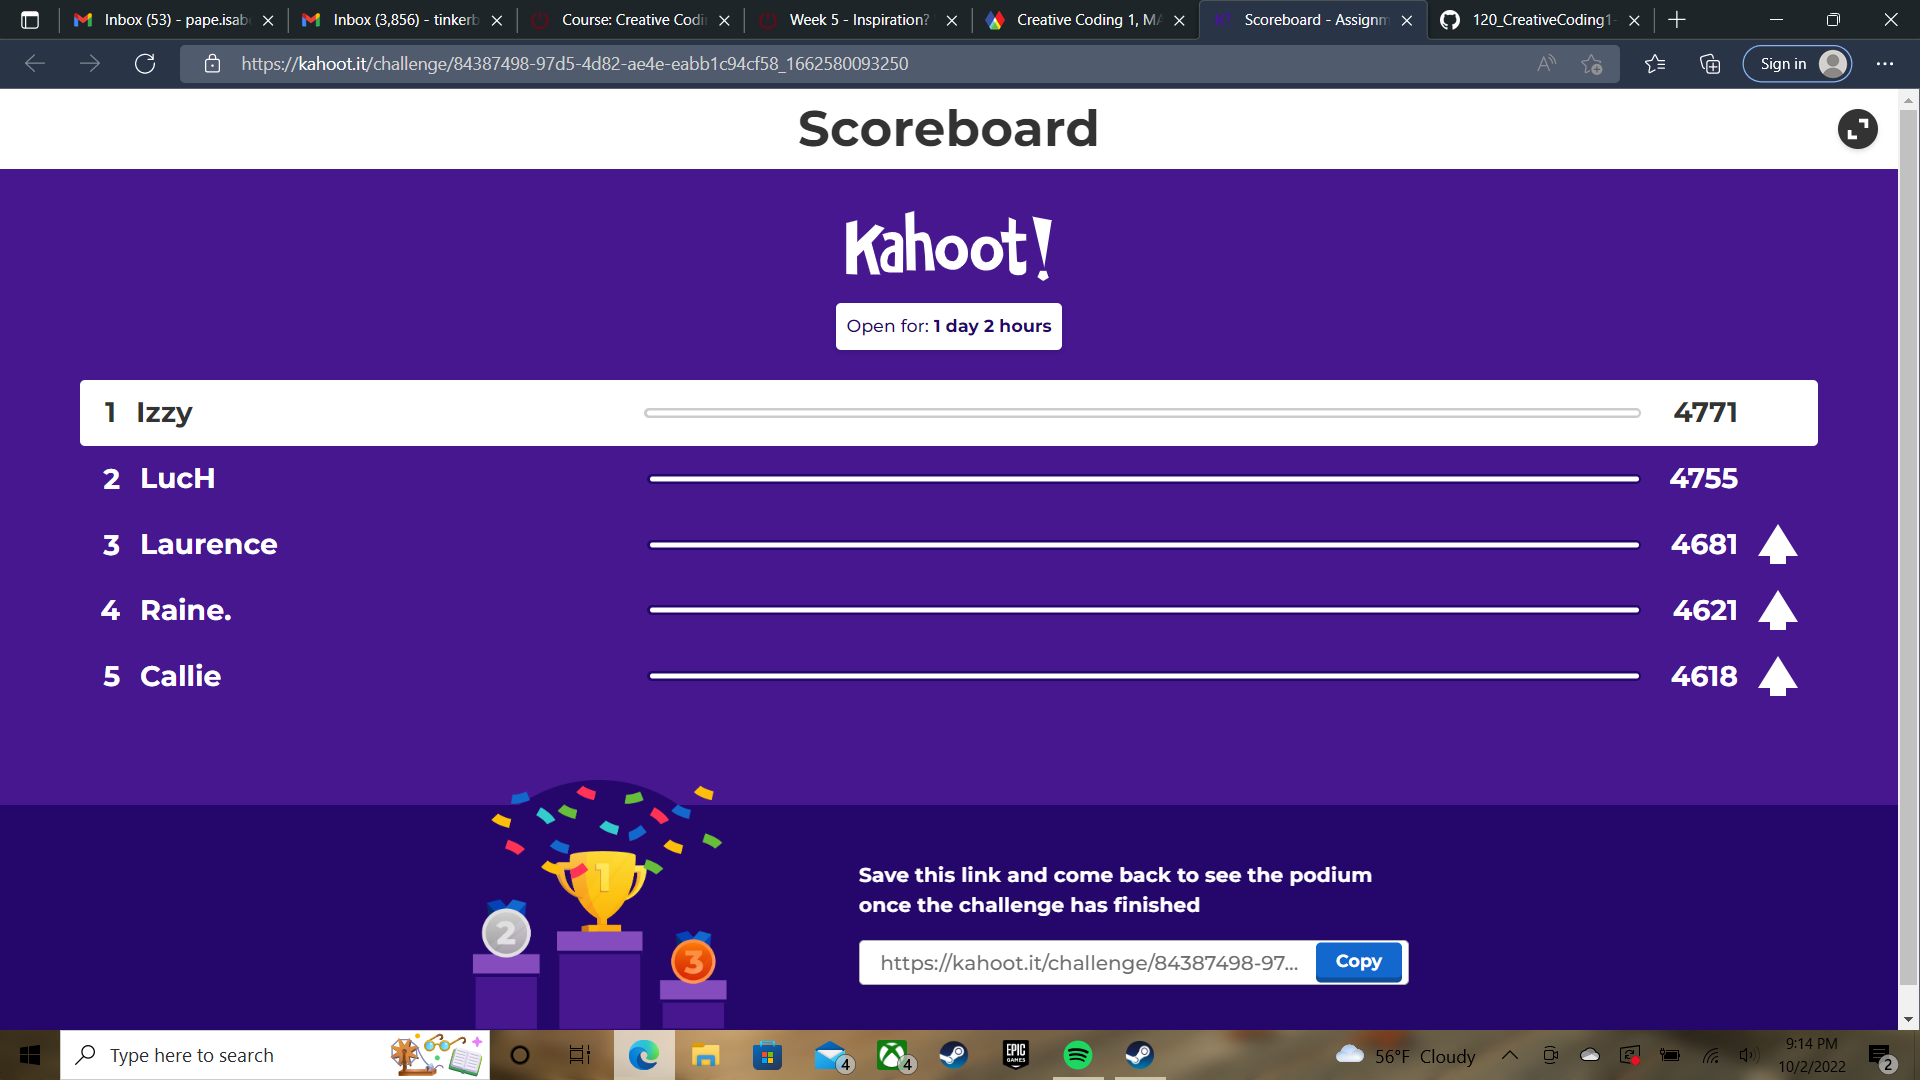 Inbox (53) - pape.isab
Inbox (3,856) - tinkerb
Course: Creative Codi
Week 5 - Inspiration?
Creative Coding 1, MA
Scoreboard - Assignm
120_CreativeCoding1-
https://kahoot.it/challenge/84387498-97d5-4d82-ae4e-eabb1c94cf58_1662580093250
Sign in
Scoreboard
Kahoot!
Open for: 1 day 2 hours
1 Izzy 4771
2 LucH 4755
3 Laurence 4681
4 Raine. 4621
5 Callie 4618
1
2
3
Save this link and come back to see the podium
once the challenge has finished
https://kahoot.it/challenge/84387498-97...
Copy
Type here to search
4
4
EPIC
GAMES
56°F Cloudy
9:14 PM
10/2/2022
2